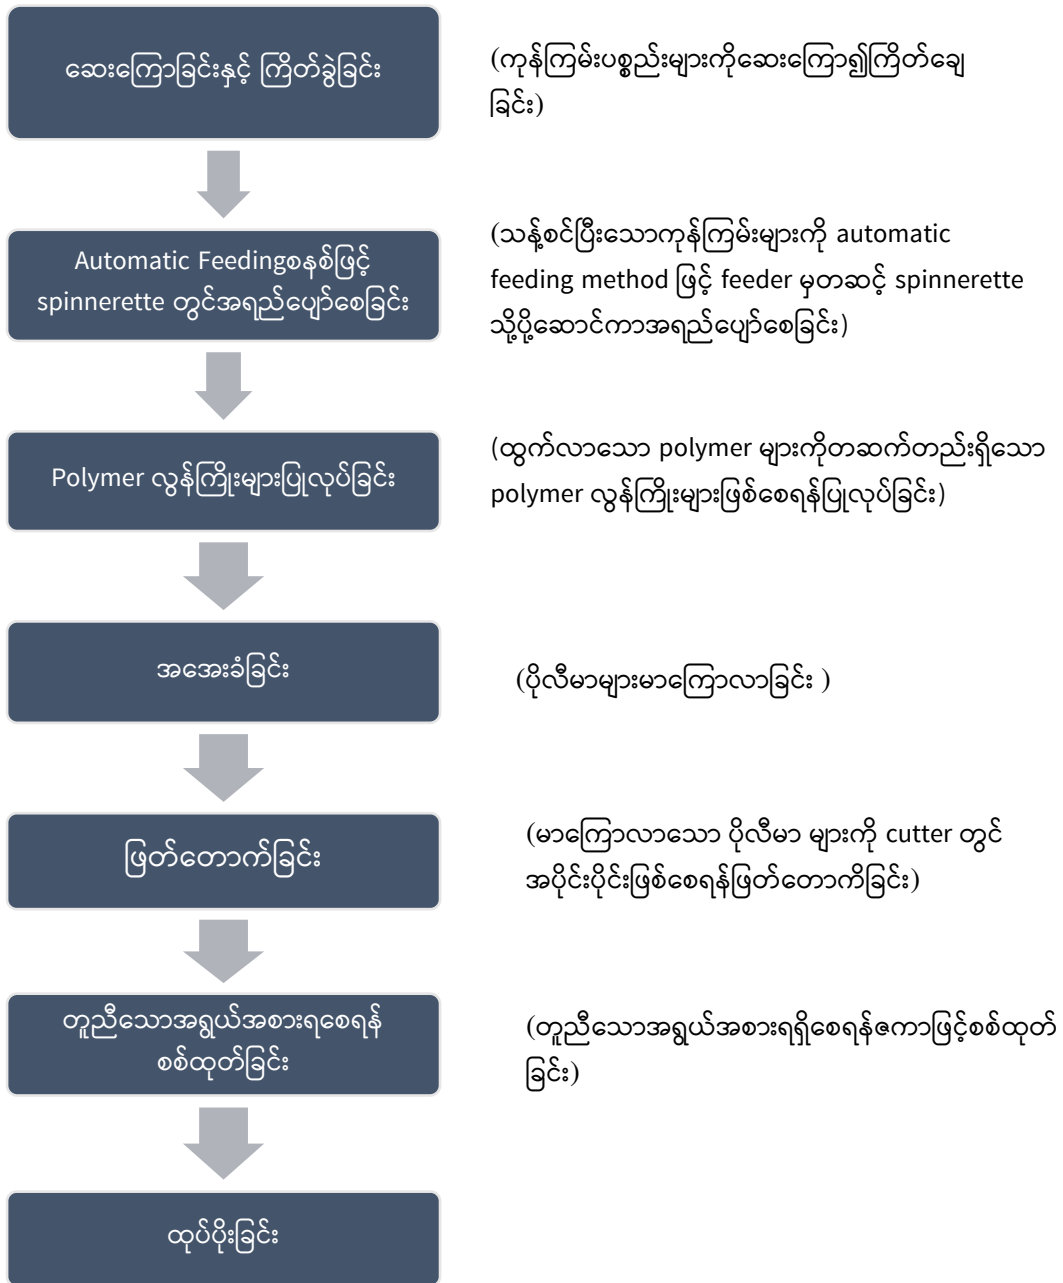 ဆေးကြောခြင်းနှင့် ကြိတ်ခွဲခြင်း
(ကုန်ကြမ်းပစ္စည်းများကိုဆေးကြော၍ကြိတ်ချေ
ခြင်း)
Automatic Feedingစနစ်ဖြင့်
spinnerette တွင်အရည်ပျော်စေခြင်း
(သန့်စင်ပြီးသောကုန်ကြမ်းများကို automatic
feeding method ဖြင့် feeder မှတဆင့် spinnerette
သို့ပို့ဆောင်ကာအရည်ပျော်စေခြင်း)
Polymer လွန်ကြိုးများပြုလုပ်ခြင်း
(ထွက်လာသော polymer များကိုတဆက်တည်းရှိသော
polymer လွန်ကြိုးများဖြစ်စေရန်ပြုလုပ်ခြင်း)
အအေးခံခြင်း
(ပိုလီမာများမာကြောလာခြင်း )
ဖြတ်တောက်ခြင်း
(မာကြောလာသော ပိုလီမာ များကို cutter တွင်
အပိုင်းပိုင်းဖြစ်စေရန်ဖြတ်တောကိခြင်း)
တူညီသောအရွယ်အစားရစေရန်
စစ်ထုတ်ခြင်း
(တူညီသောအရွယ်အစားရရှိစေရန်ဇကာဖြင့်စစ်ထုတ်
ခြင်း)
ထုပ်ပိုးခြင်း